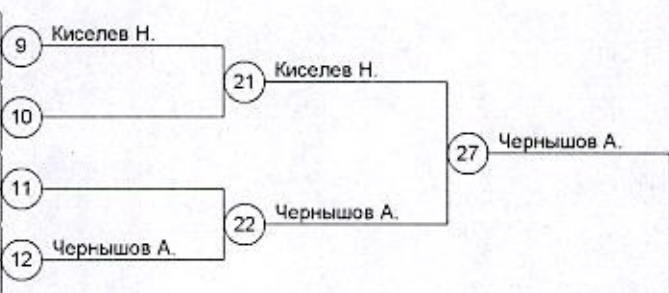 9 Киселев Н.
21 Киселев Н.
10
27 Чернышов А.
11
22 Чернышов А.
12 Чернышов А.